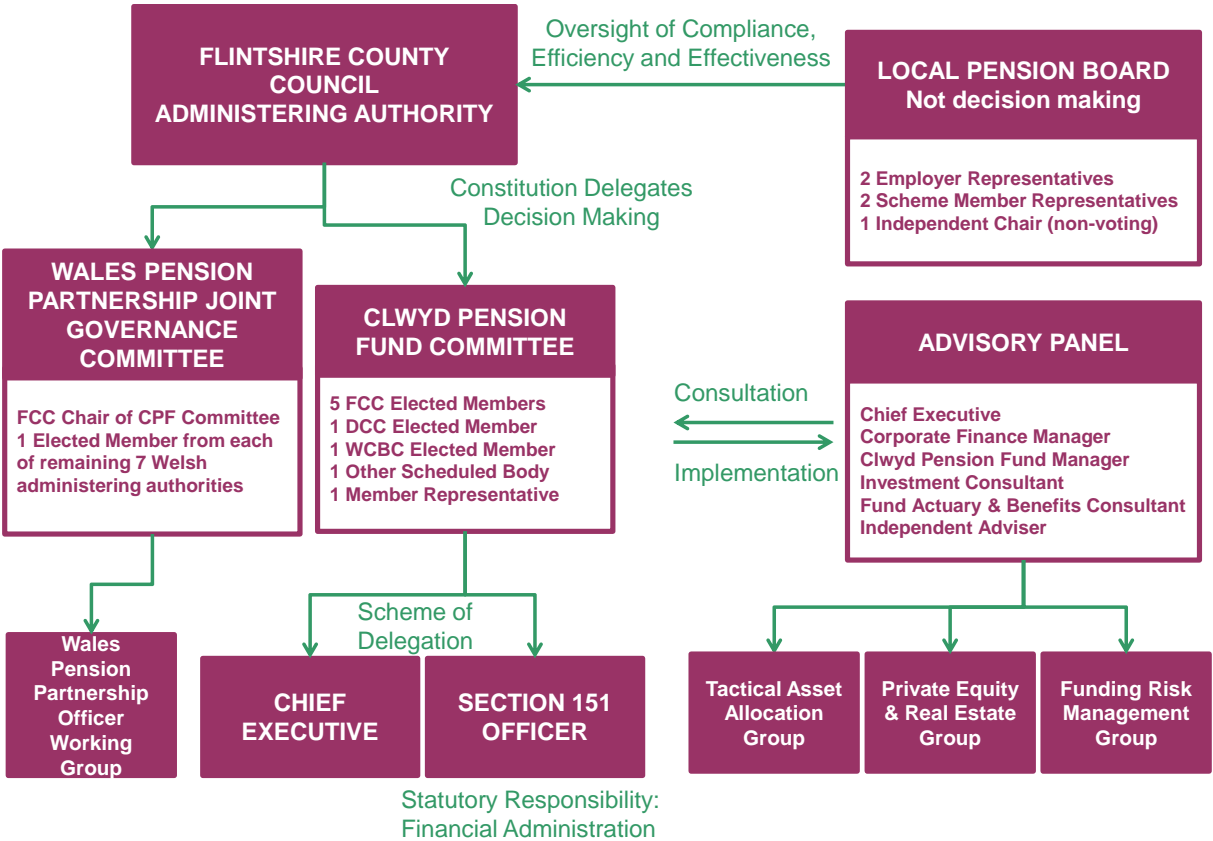 FLINTSHIRE COUNTY
COUNCIL
ADMINISTERING AUTHORITY
Oversight of Compliance,
Efficiency and Effectiveness
LOCAL PENSION BOARD
Not decision making
2 Employer Representatives
2 Scheme Member Representatives
1 Independent Chair (non-voting)
Constitution Delegates
Decision Making
WALES PENSION
PARTNERSHIP JOINT
GOVERNANCE
COMMITTEE
FCC Chair of CPF Committee
1 Elected Member from each
of remaining 7 Welsh
administering authorities
CLWYD PENSION
FUND COMMITTEE
5 FCC Elected Members
1 DCC Elected Member
1 WCBC Elected Member
1 Other Scheduled Body
1 Member Representative
Consultation
Implementation
ADVISORY PANEL
Chief Executive
Corporate Finance Manager
Clwyd Pension Fund Manager
Investment Consultant
Fund Actuary & Benefits Consultant
Independent Adviser
Wales
Pension
Partnership
Officer
Working
Group
Scheme of
Delegation
CHIEF
EXECUTIVE
SECTION 151
OFFICER
Statutory Responsibility:
Financial Administration
Tactical Asset
Allocation
Group
Private Equity
& Real Estate
Group
Funding Risk
Management
Group